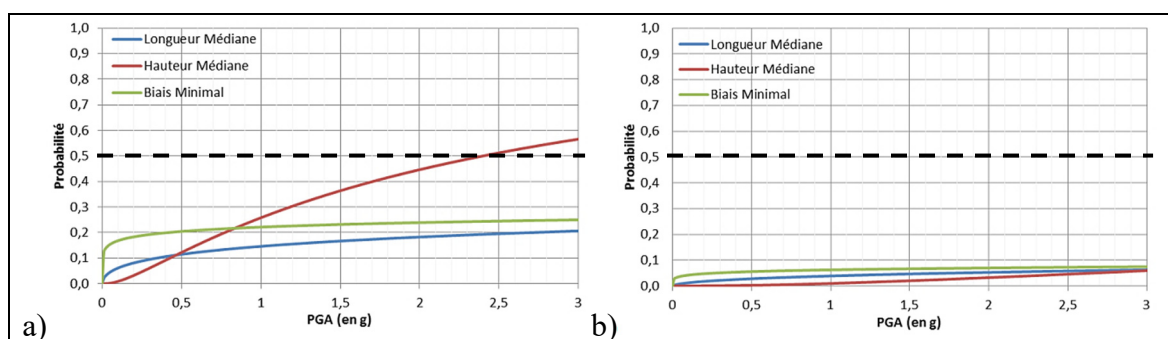 1,0
0,9
0,8
0,7
0,6
0,5
0,4
0,3
0,2
0,1
0,0
Probabilité
Longueur Médiane
Hauteur Médiane
Biais Minimal
0 0,5 1 1,5 2 2,5 3
PGA (en g)
a)
1,0
0,9
0,8
0,7
0,6
0,5
0,4
0,3
0,2
0,1
0,0
Probabilité
Longueur Médiane
Hauteur Médiane
Biais Minimal
0 0,5 1 1,5 2 2,5 3
PGA (en g)
b)